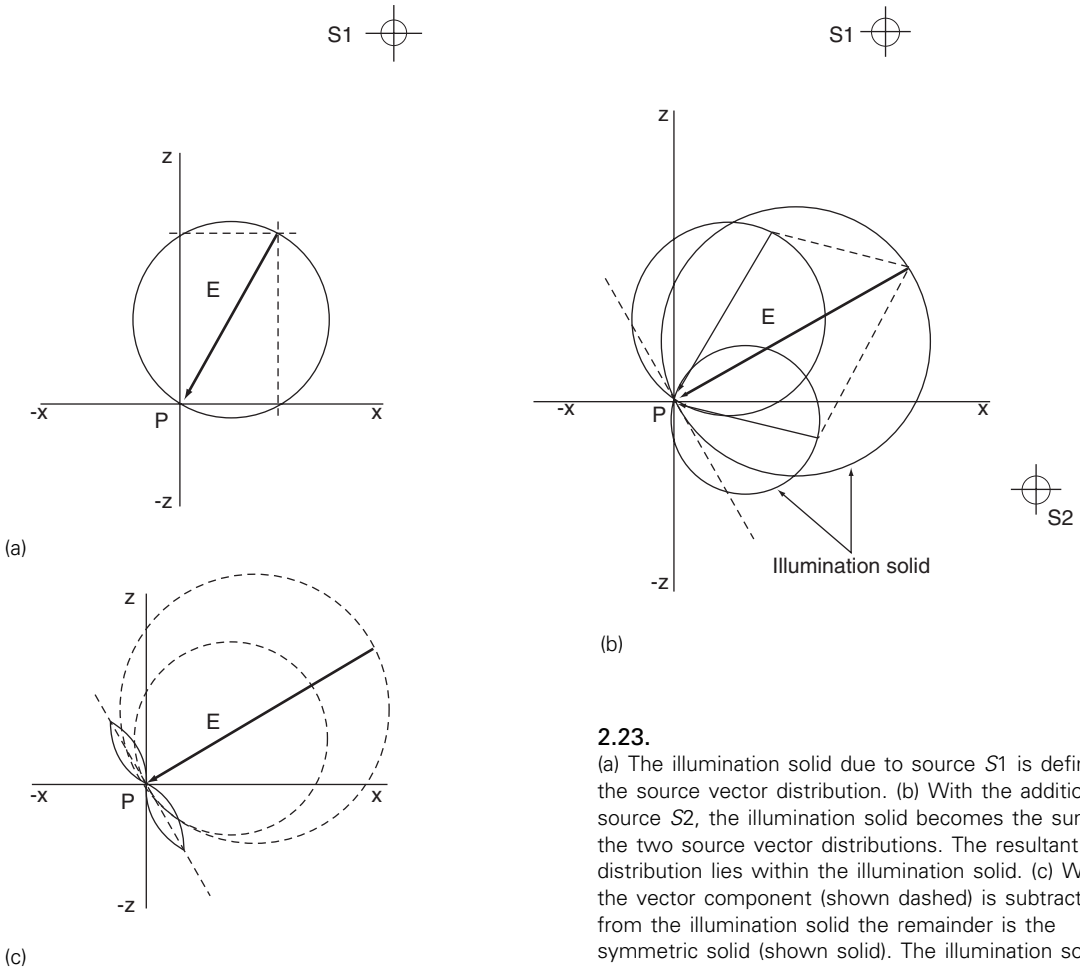 S1
z
E
-x
P
x
-z
(a)
S1
z
E
-x
P
x
S2
Illumination solid
-z
(b)
z
E
-x
P
x
-z
(c)
2.23.
(a) The illumination solid due to source S1 is defin
the source vector distribution. (b) With the additio
source S2, the illumination solid becomes the sur
the two source vector distributions. The resultant
distribution lies within the illumination solid. (c) W
the vector component (shown dashed) is subtract
from the illumination solid the remainder is the
symmetric solid (shown solid). The illumination so